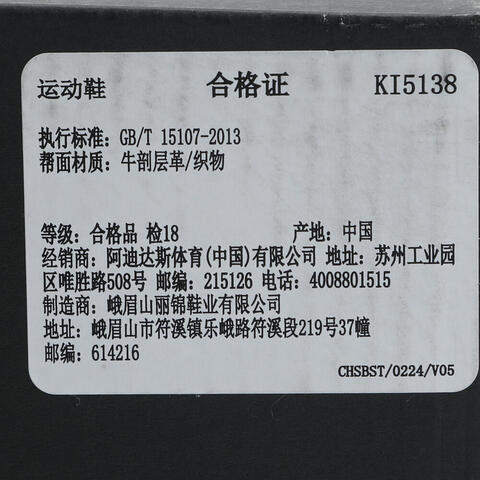 运动鞋 合格证 KI5138
执行标准: GB/T 15107-2013
帮面材质: 牛剖层革/织物
等级: 合格品 检18 产地: 中国
经销商: 阿迪达斯体育(中国)有限公司 地址: 苏州工业园
区唯胜路508号 邮编: 215126 电话: 4008801515
制造商: 峨眉山丽锦鞋业有限公司
地址: 峨眉山市符溪镇乐峨路符溪段219号37幢
邮编: 614216
CHSBST/0224/V05